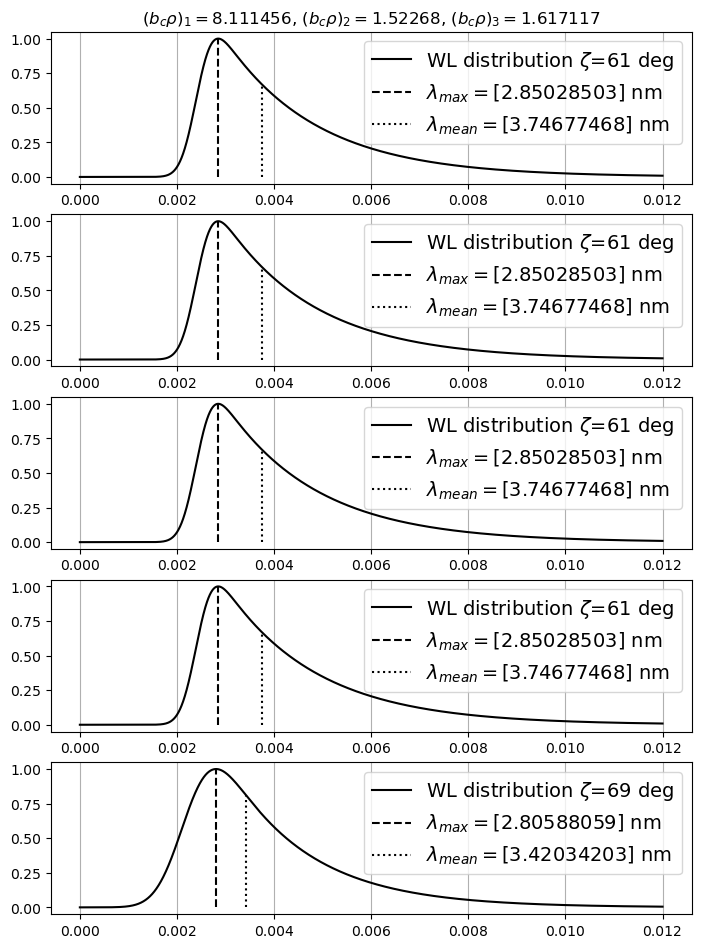 (b_cρ)_1 = 8.111456, (b_cρ)_2 = 1.52268, (b_cρ)_3 = 1.617117
1.00
0.75
0.50
0.25
0.00
WL distribution ζ=61 deg
λ_max = [2.85028503] nm
λ_mean = [3.74677468] nm
0.000 0.002 0.004 0.006 0.008 0.010 0.012
1.00
0.75
0.50
0.25
0.00
WL distribution ζ=61 deg
λ_max = [2.85028503] nm
λ_mean = [3.74677468] nm
0.000 0.002 0.004 0.006 0.008 0.010 0.012
1.00
0.75
0.50
0.25
0.00
WL distribution ζ=61 deg
λ_max = [2.85028503] nm
λ_mean = [3.74677468] nm
0.000 0.002 0.004 0.006 0.008 0.010 0.012
1.00
0.75
0.50
0.25
0.00
WL distribution ζ=61 deg
λ_max = [2.85028503] nm
λ_mean = [3.74677468] nm
0.000 0.002 0.004 0.006 0.008 0.010 0.012
1.00
0.75
0.50
0.25
0.00
WL distribution ζ=69 deg
λ_max = [2.80588059] nm
λ_mean = [3.42034203] nm
0.000 0.002 0.004 0.006 0.008 0.010 0.012